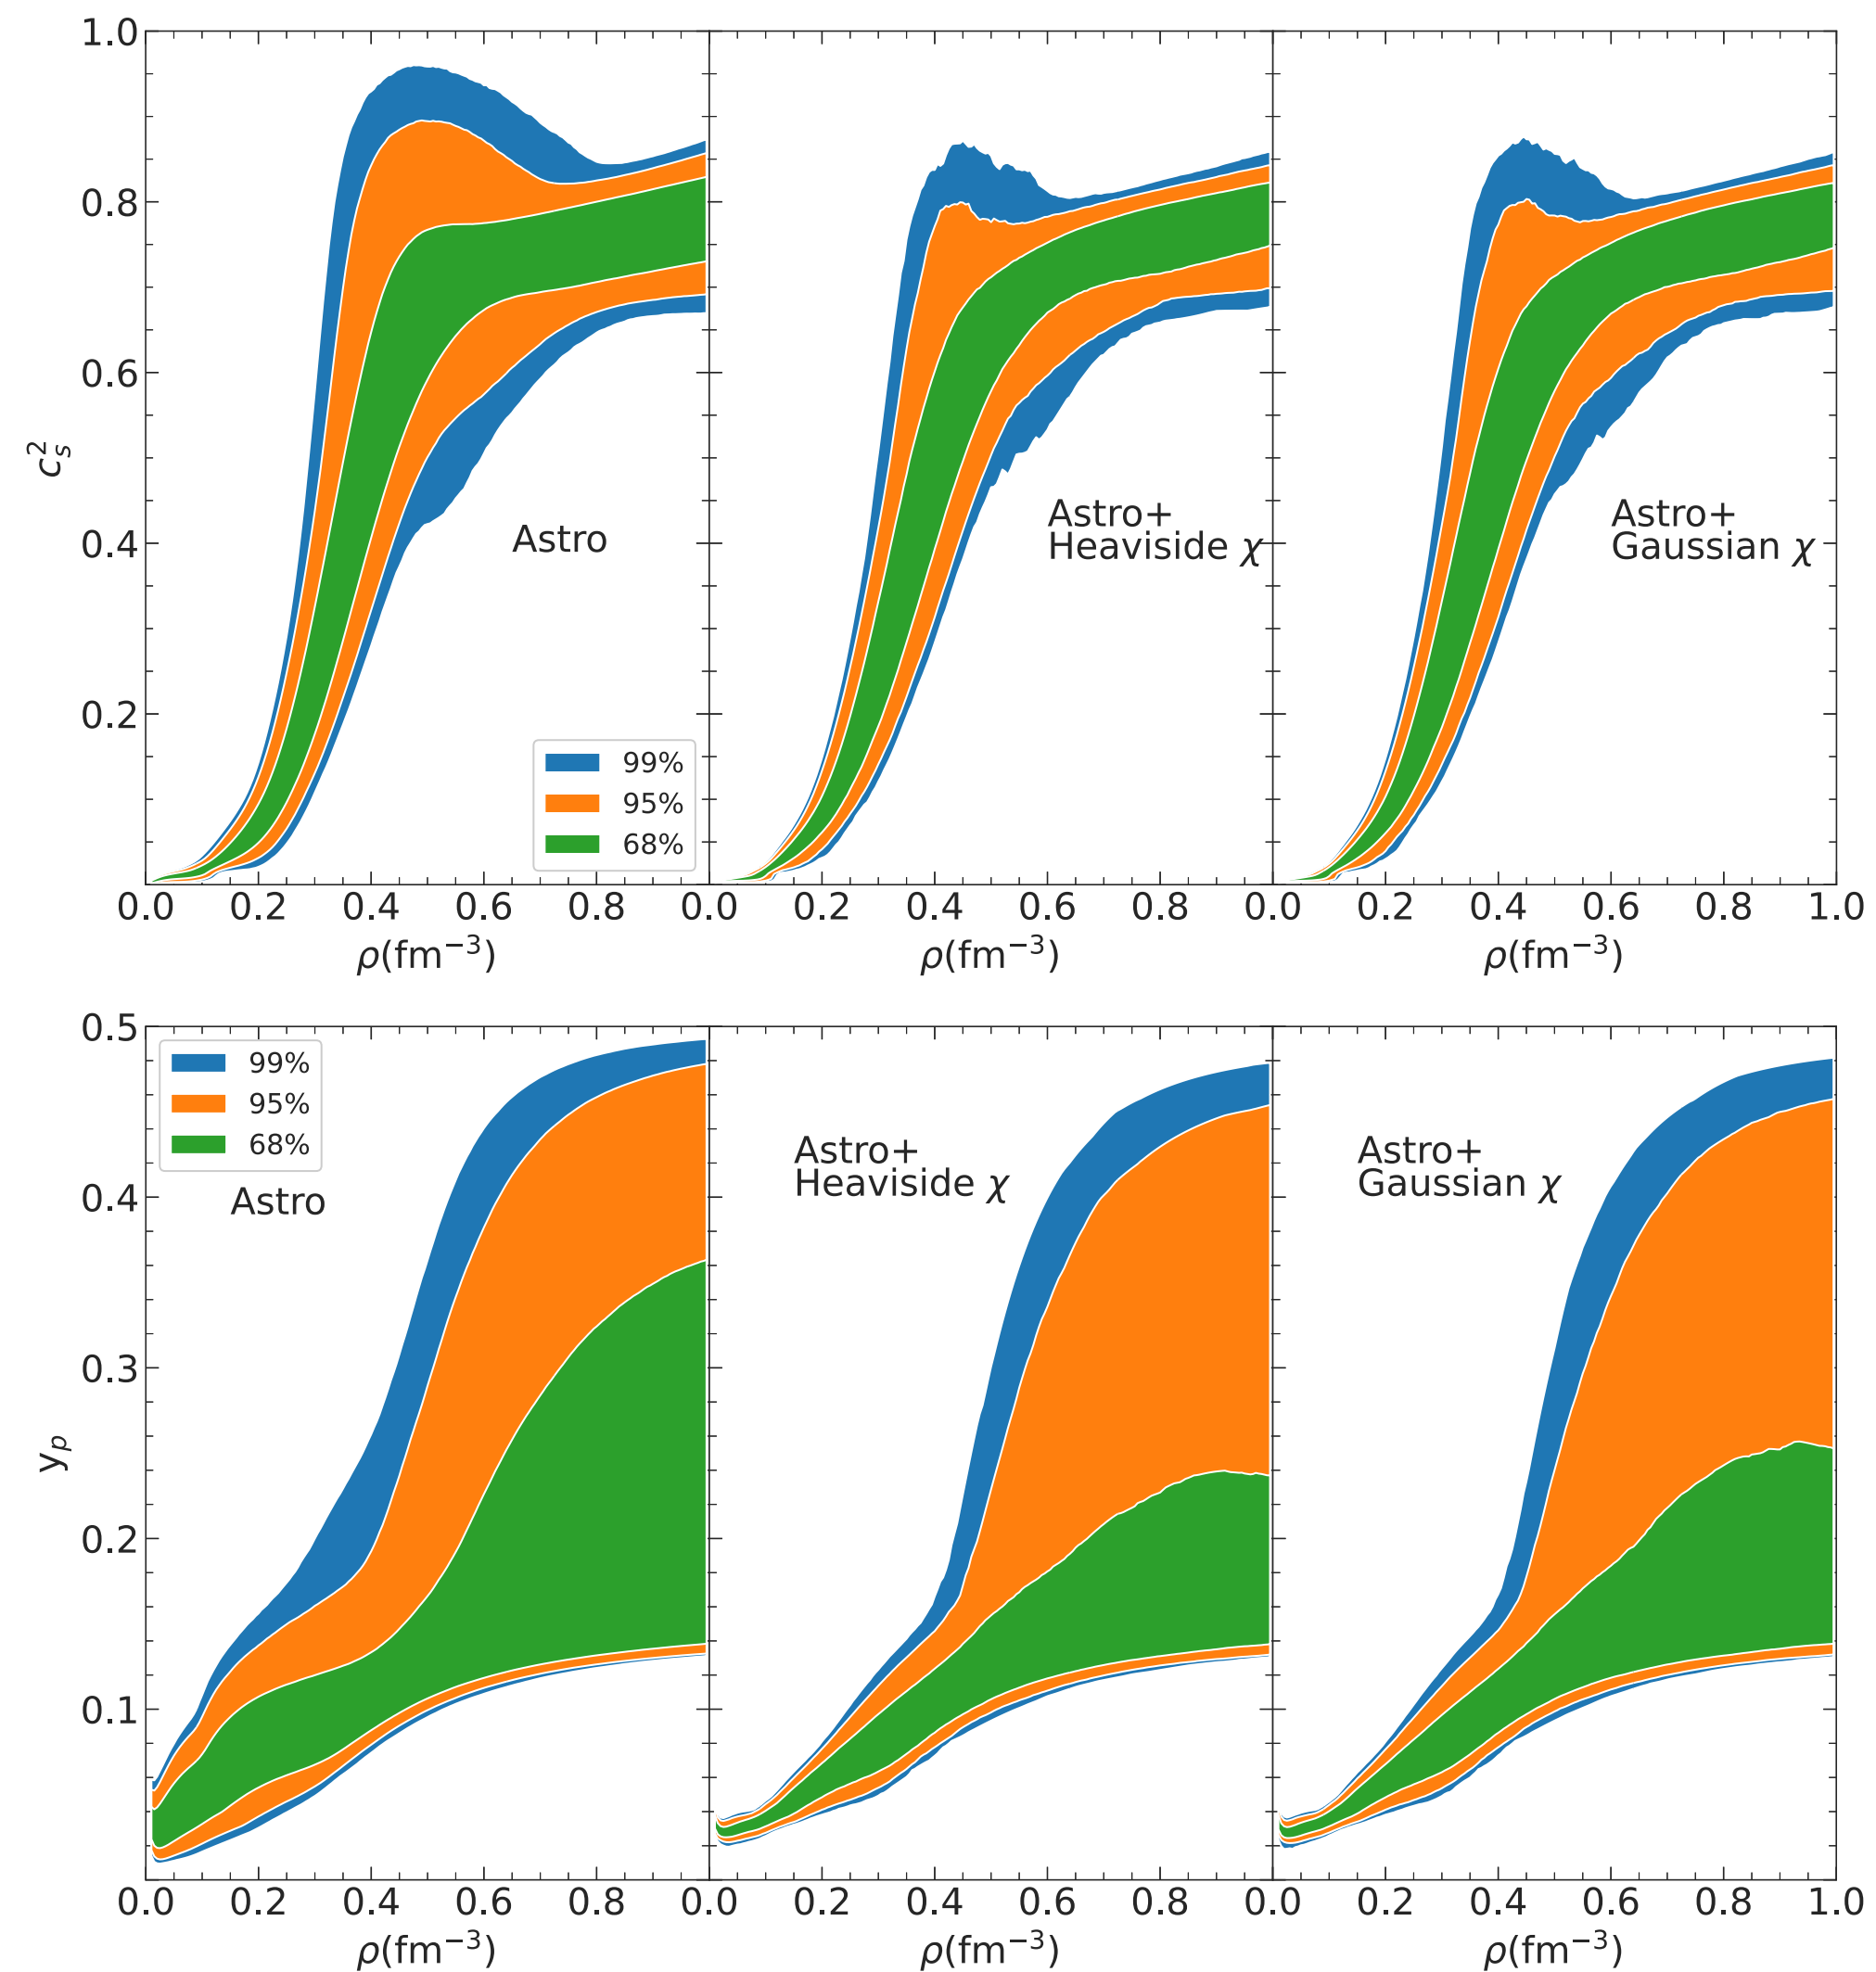 1.0
0.8
0.6
0.4
0.2
c_s^2
Astro
99%
95%
68%
Astro+
Heaviside χ
Astro+
Gaussian χ
0.0 0.2 0.4 0.6 0.8 0.0 0.2 0.4 0.6 0.8 0.0 0.2 0.4 0.6 0.8 1.0
ρ(fm⁻³) ρ(fm⁻³) ρ(fm⁻³)
0.5
0.4
0.3
0.2
0.1
y_p
99%
95%
68%
Astro
Astro+
Heaviside χ
Astro+
Gaussian χ
0.0 0.2 0.4 0.6 0.8 0.0 0.2 0.4 0.6 0.8 0.0 0.2 0.4 0.6 0.8 1.0
ρ(fm⁻³) ρ(fm⁻³) ρ(fm⁻³)